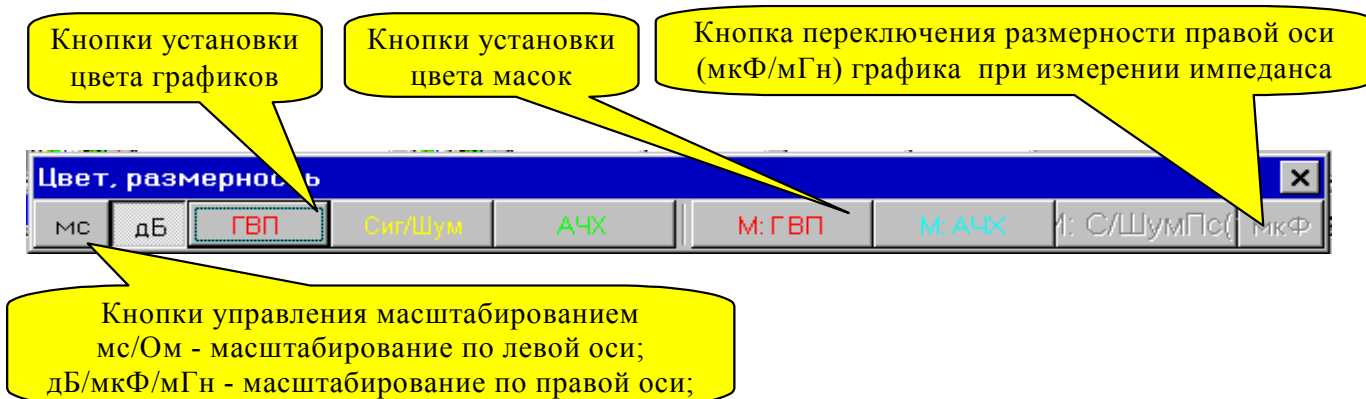 Кнопки установки
цвета графиков
Кнопки установки
цвета масок
Кнопка переключения размерности правой оси
(мкФ/мГн) графика при измерении импеданса
Цвет, размерность
мс дБ ГВП Сиг/Шум АЧХ М: ГВП М: АЧХ М: С/ШумПс( мкФ
Кнопки управления масштабированием
мс/Ом - масштабирование по левой оси;
дБ/мкФ/мГн - масштабирование по правой оси;